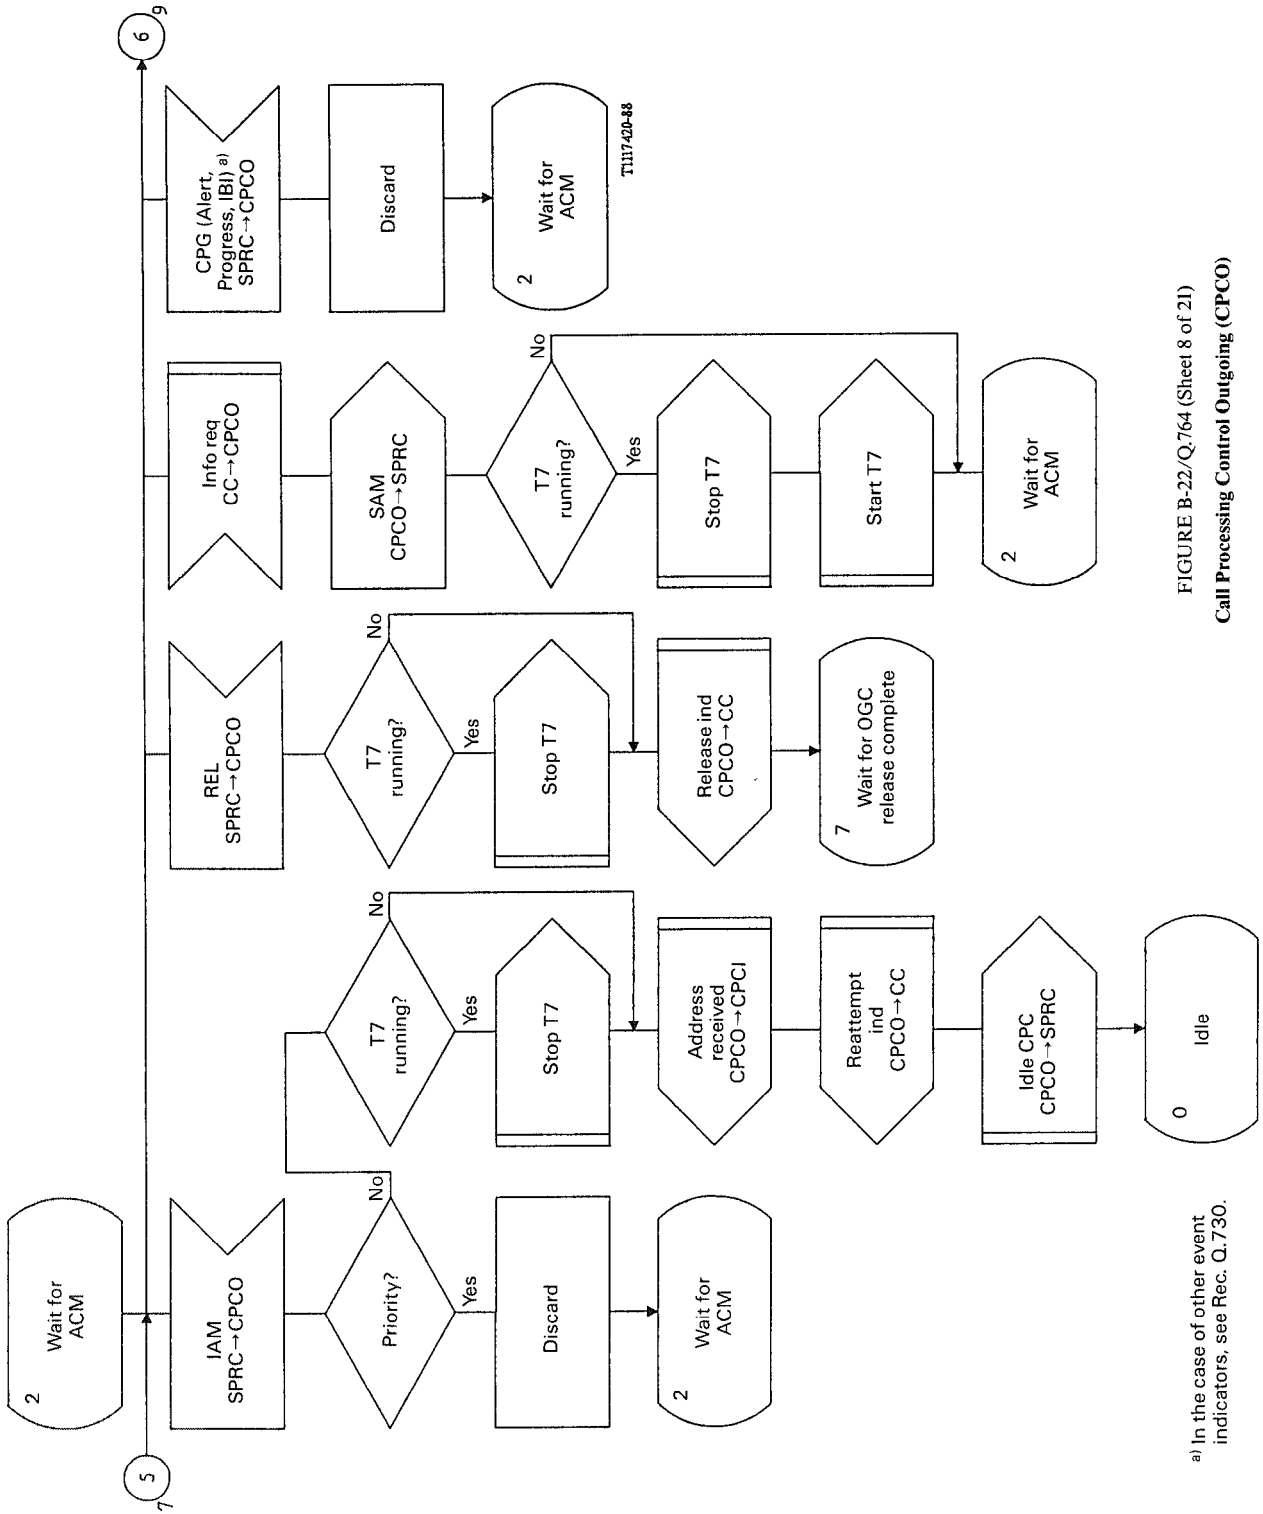 2
Wait for
ACM
7
5
6
9
IAM
SPRC→CPCO
Priority?
No
Yes
Discard
2
Wait for
ACM
T7
running?
No
Yes
Stop T7
Address
received
CPCO→CPCI
Reattempt
ind
CPCO→CC
Idle CPC
CPCO→SPRC
0
Idle
REL
SPRC→CPCO
T7
running?
No
Yes
Stop T7
Release ind
CPCO→CC
7
Wait for OGC
release complete
Info req
CC→CPCO
SAM
CPCO→SPRC
T7
running?
No
Yes
Stop T7
Start T7
2
Wait for
ACM
CPG (Alert,
Progress, IBI) a)
SPRC→CPCO
Discard
2
Wait for
ACM
T1117420-88
a) In the case of other event
indicators, see Rec. Q.730.
FIGURE B-22/Q.764 (Sheet 8 of 21)
Call Processing Control Outgoing (CPCO)